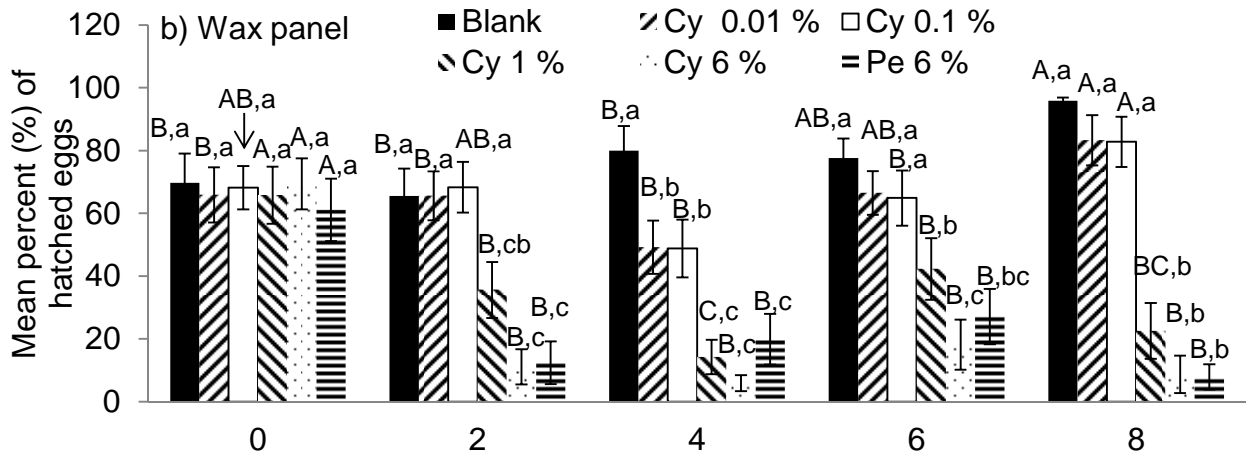 b) Wax panel
Blank
Cy 0.01 %
Cy 0.1 %
Cy 1 %
Cy 6 %
Pe 6 %
Mean percent (%) of
hatched eggs
120
100
80
60
40
20
0
B,a
B,a
AB,a
A,a
A,a
A,a
B,a
B,a
AB,a
B,cb
B,c
B,c
B,a
B,b
B,b
C,c
B,c
B,c
AB,a
AB,a
B,a
B,b
B,c
B,bc
A,a
A,a
A,a
BC,b
B,b
B,b
0
2
4
6
8